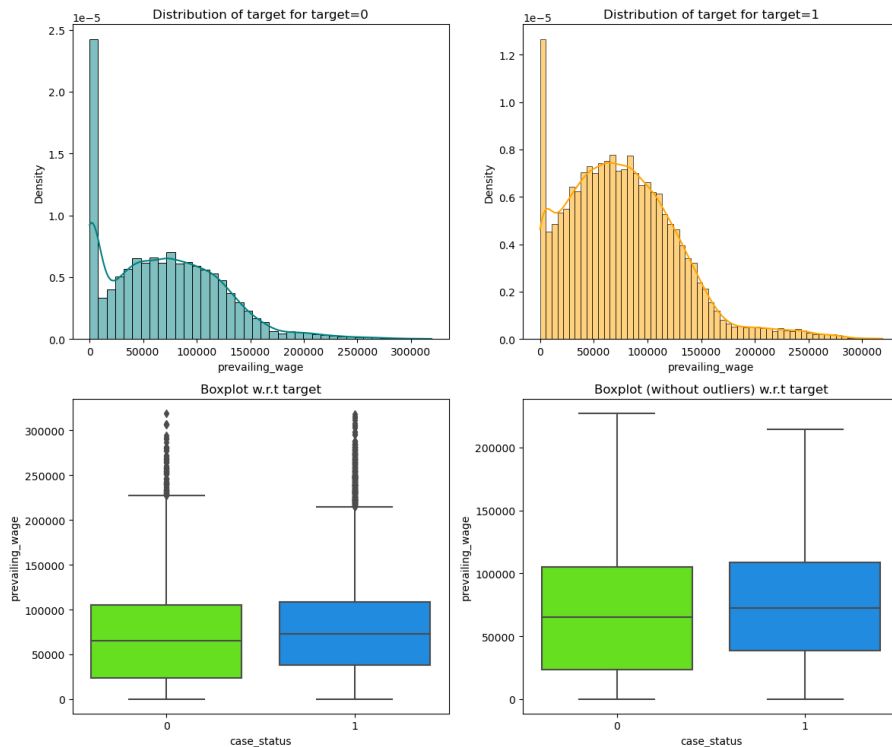 Distribution of target for target=0
1e−5
Density
2.5
2.0
1.5
1.0
0.5
0.0
0 50000 100000 150000 200000 250000 300000
prevailing_wage
Distribution of target for target=1
1e−5
Density
1.2
1.0
0.8
0.6
0.4
0.2
0.0
0 50000 100000 150000 200000 250000 300000
prevailing_wage
Boxplot w.r.t target
prevailing_wage
300000
250000
200000
150000
100000
50000
0
0 1
case_status
Boxplot (without outliers) w.r.t target
prevailing_wage
200000
150000
100000
50000
0
0 1
case_status